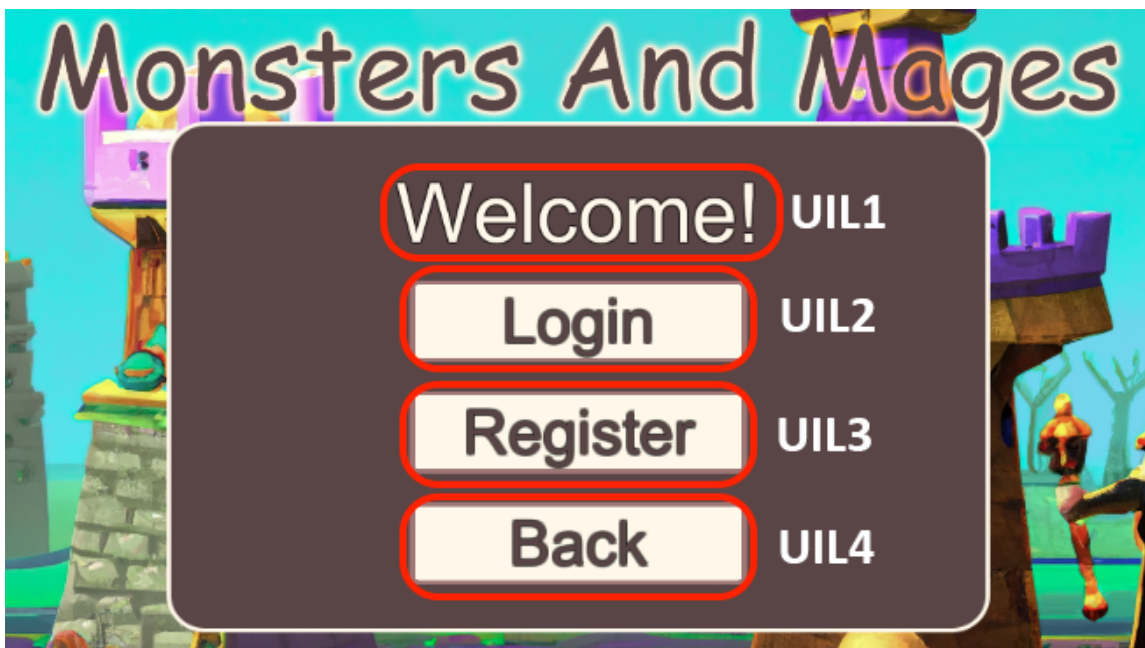 Monsters And Mages
Welcome! UIL1
Login UIL2
Register UIL3
Back UIL4